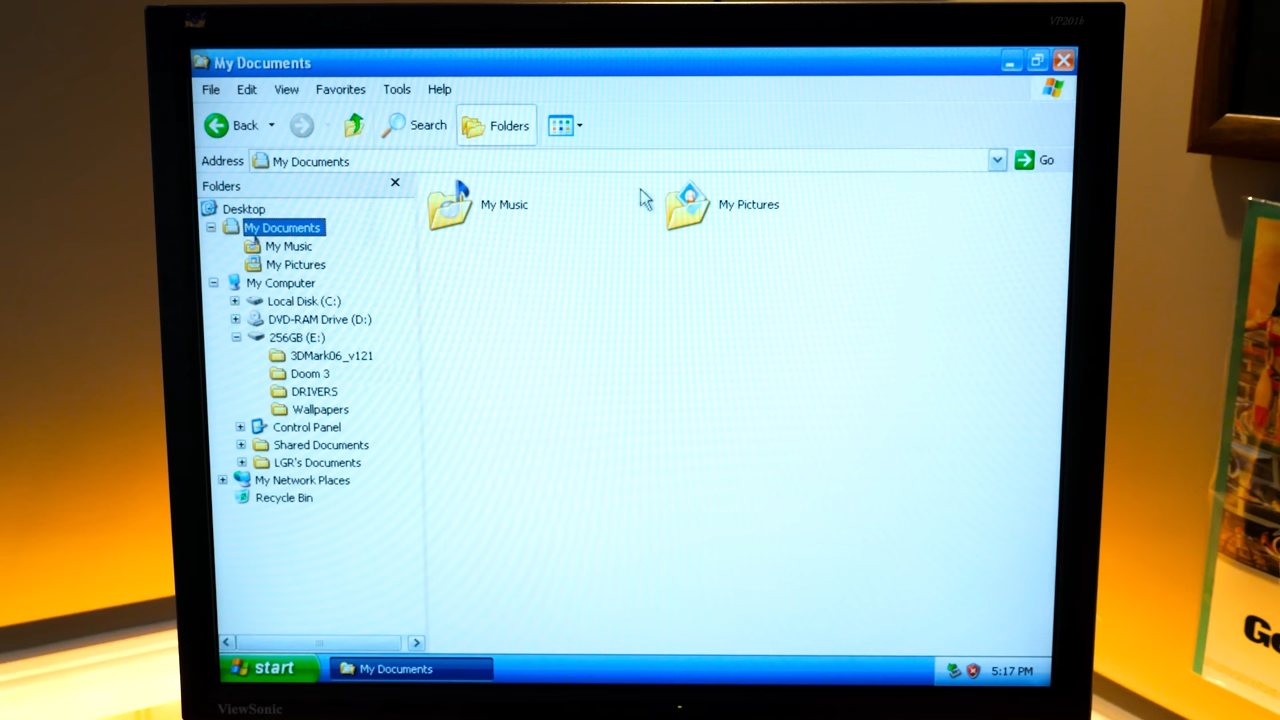 VP201b
My Documents
File Edit View Favorites Tools Help
Back Search Folders
Address My Documents Go
Folders
Desktop
My Documents
My Music
My Pictures
My Computer
Local Disk (C:)
DVD-RAM Drive (D:)
256GB (E:)
3DMark06_v121
Doom 3
DRIVERS
Wallpapers
Control Panel
Shared Documents
LGR's Documents
My Network Places
Recycle Bin
My Music My Pictures
start My Documents 5:17 PM
ViewSonic